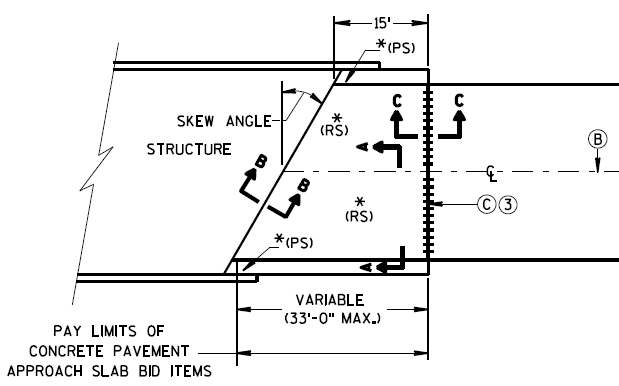 15'
*(PS)
C C
SKEW ANGLE
*
(RS)
A
STRUCTURE
B
B
B
℄
*
(RS)
C 3
*(PS)
A
VARIABLE
(33'-0" MAX.)
PAY LIMITS OF
CONCRETE PAVEMENT
APPROACH SLAB BID ITEMS